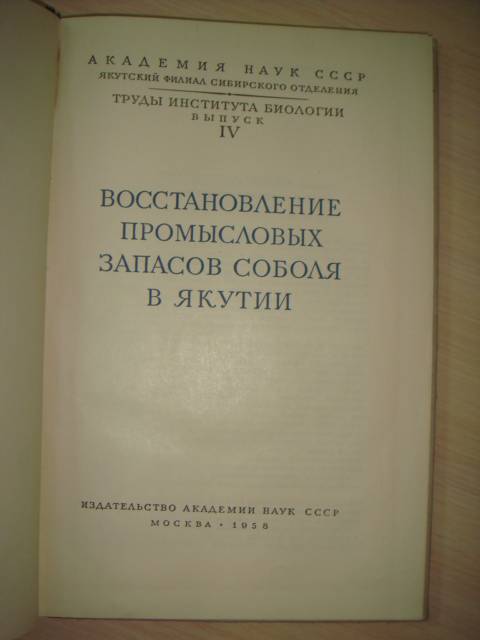 АКАДЕМИЯ НАУК СССР
ЯКУТСКИЙ ФИЛИАЛ СИБИРСКОГО ОТДЕЛЕНИЯ
ТРУДЫ ИНСТИТУТА БИОЛОГИИ
ВЫПУСК
IV
ВОССТАНОВЛЕНИЕ
ПРОМЫСЛОВЫХ
ЗАПАСОВ СОБОЛЯ
В ЯКУТИИ
ИЗДАТЕЛЬСТВО АКАДЕМИИ НАУК СССР
МОСКВА • 1958